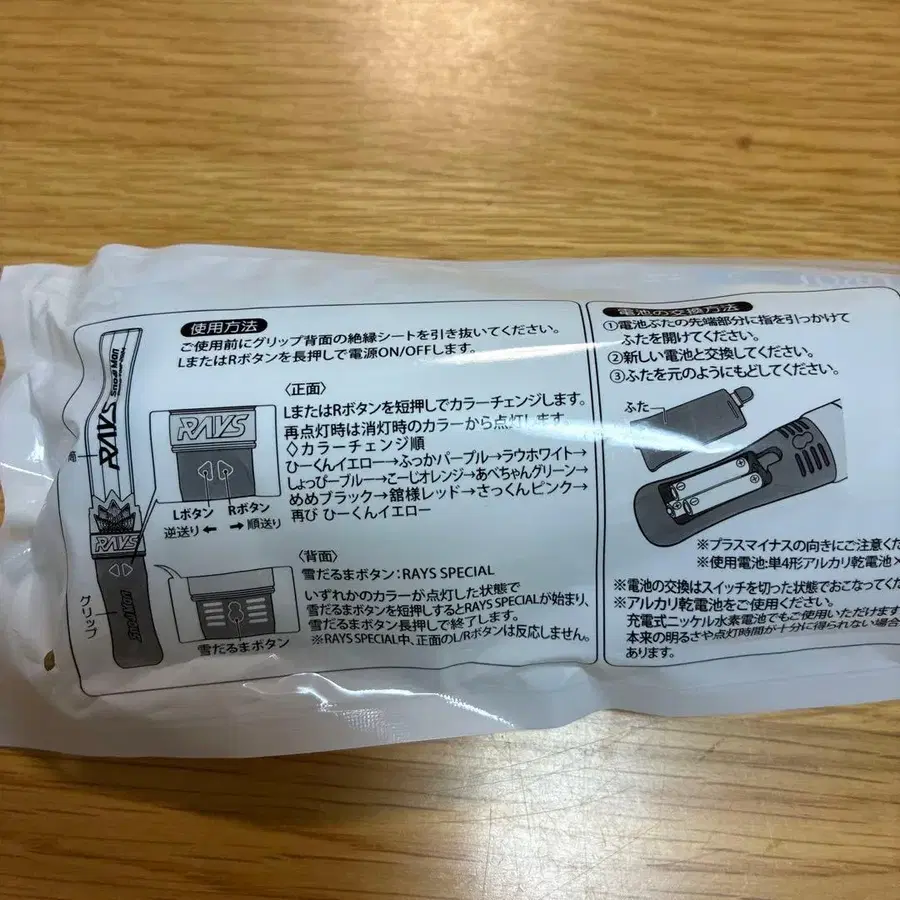 使用方法
ご使用前にグリップ背面の絶縁シートを引き抜いてください。
LまたはRボタンを長押しで電源ON/OFFします。
〈正面〉
LまたはRボタンを短押しでカラーチェンジします。
再点灯時は消灯時のカラーから点灯します。
◇カラーチェンジ順
ひーくんイエロー→ふっかパープル→ラウホワイト→
しょっぴーブルー→こーじオレンジ→あべちゃんグリーン→
めめブラック→舘様レッド→さっくんピンク→
再び ひーくんイエロー
RAYS
Lボタン Rボタン
逆送り← →順送り
〈背面〉
雪だるまボタン:RAYS SPECIAL
いずれかのカラーが点灯した状態で
雪だるまボタンを短押しするとRAYS SPECIALが始まり、
雪だるまボタン長押しで終了します。
※RAYS SPECIAL中、正面のL/Rボタンは反応しません。
雪だるまボタン
Snow Man
RAYS
RAYS
Snow Man
グリップ
電池の交換方法
①電池ぶたの先端部分に指を引っかけて
ふたを開けてください。
②新しい電池と交換してください。
③ふたを元のようにもどしてください。
ふた
※プラスマイナスの向きにご注意くだ
※使用電池:単4形アルカリ乾電池×
※電池の交換はスイッチを切った状態でおこなってくだ
※アルカリ乾電池をご使用ください。
充電式ニッケル水素電池でもご使用いただけます
本来の明るさや点灯時間が十分に得られない場合
あります。